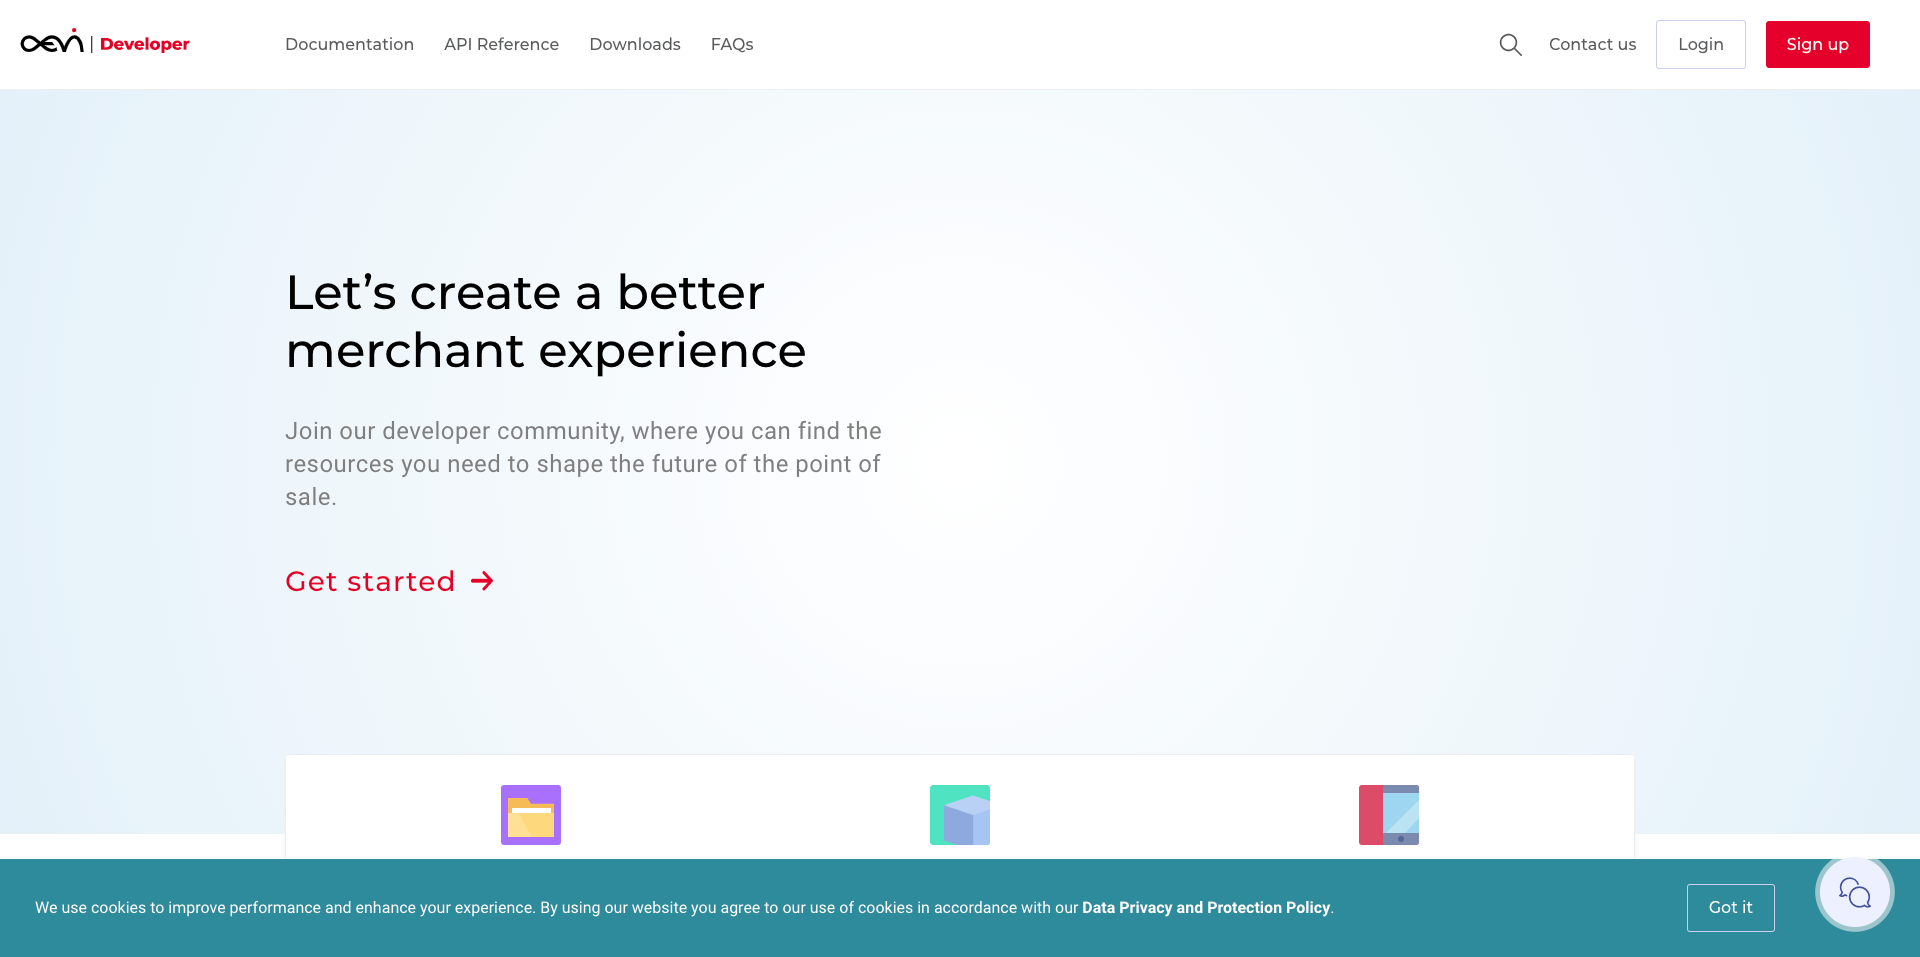 aevi | Developer
Documentation
API Reference
Downloads
FAQs
Contact us
Login
Sign up
Let’s create a better
merchant experience
Join our developer community, where you can find the
resources you need to shape the future of the point of
sale.
Get started
We use cookies to improve performance and enhance your experience. By using our website you agree to our use of cookies in accordance with our Data Privacy and Protection Policy.
Got it